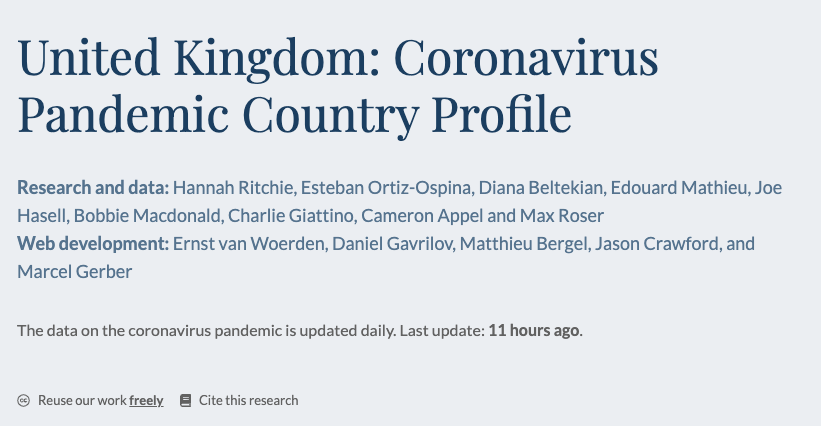 United Kingdom: Coronavirus
Pandemic Country Profile
Research and data: Hannah Ritchie, Esteban Ortiz-Ospina, Diana Beltekian, Edouard Mathieu, Joe
Hasell, Bobbie Macdonald, Charlie Giattino, Cameron Appel and Max Roser
Web development: Ernst van Woerden, Daniel Gavrilov, Matthieu Bergel, Jason Crawford, and
Marcel Gerber
The data on the coronavirus pandemic is updated daily. Last update: 11 hours ago.
Reuse our work freely Cite this research